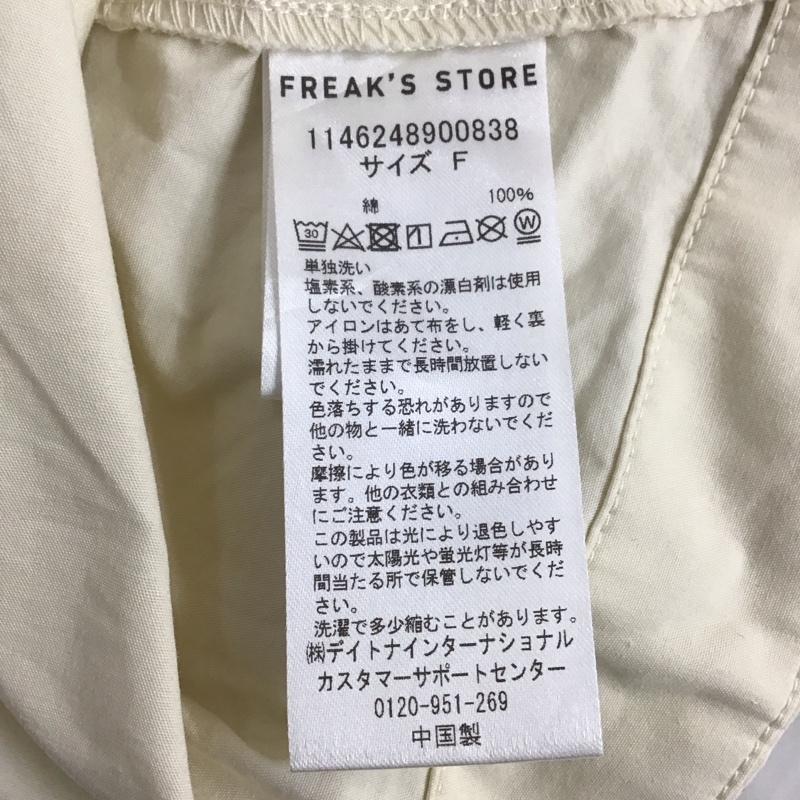 FREAK'S STORE
1146248900838
サイズ F
綿 100%
30 W
単独洗い
塩素系、酸素系の漂白剤は使用
しないでください。
アイロンはあて布をし、軽く裏
から掛けてください。
濡れたままで長時間放置しない
でください。
色落ちする恐れがありますので
他の物と一緒に洗わないでくだ
さい。
摩擦により色が移る場合があり
ます。他の衣類との組み合わせ
にご注意ください。
この製品は光により退色しやす
いので太陽光や蛍光灯等が長時
間当たる所で保管しないでくだ
さい。
洗濯で多少縮むことがあります。
㈱デイトナインターナショナル
カスタマーサポートセンター
0120-951-269
中国製